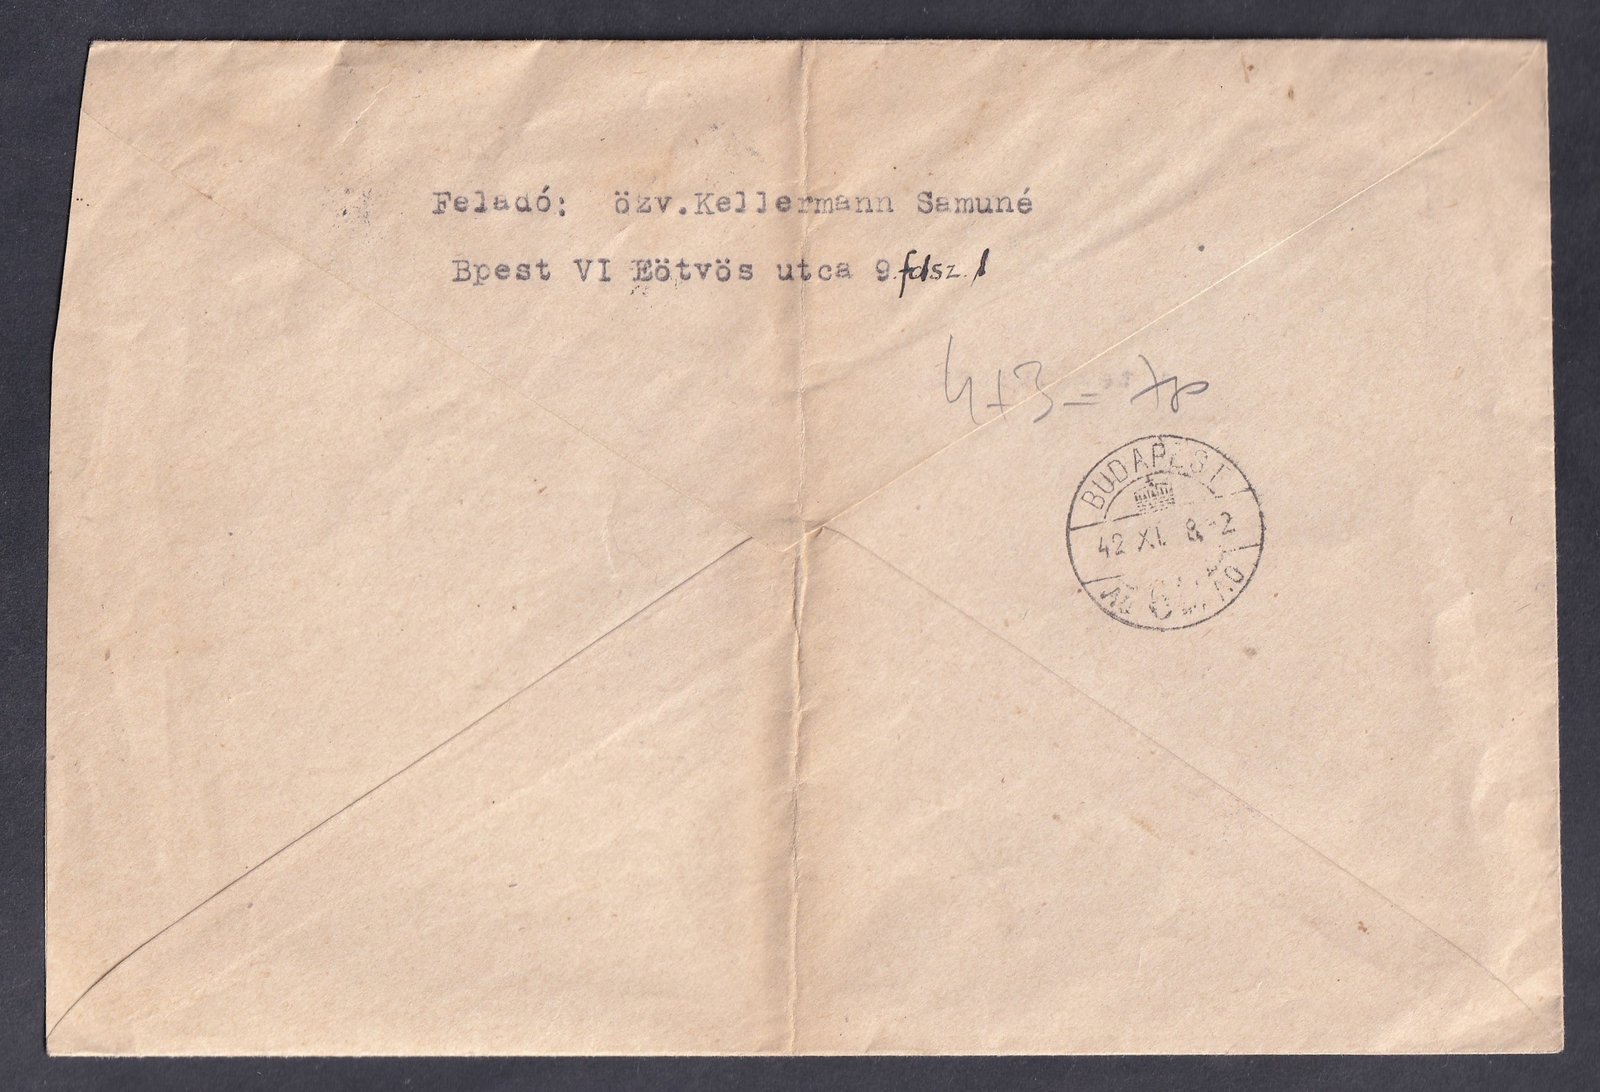 Feladó: özv.Kellermann Samuné
Bpest VI Eötvös utca 9 fdsz. 1
BUDAPEST
42 XI. 8-2